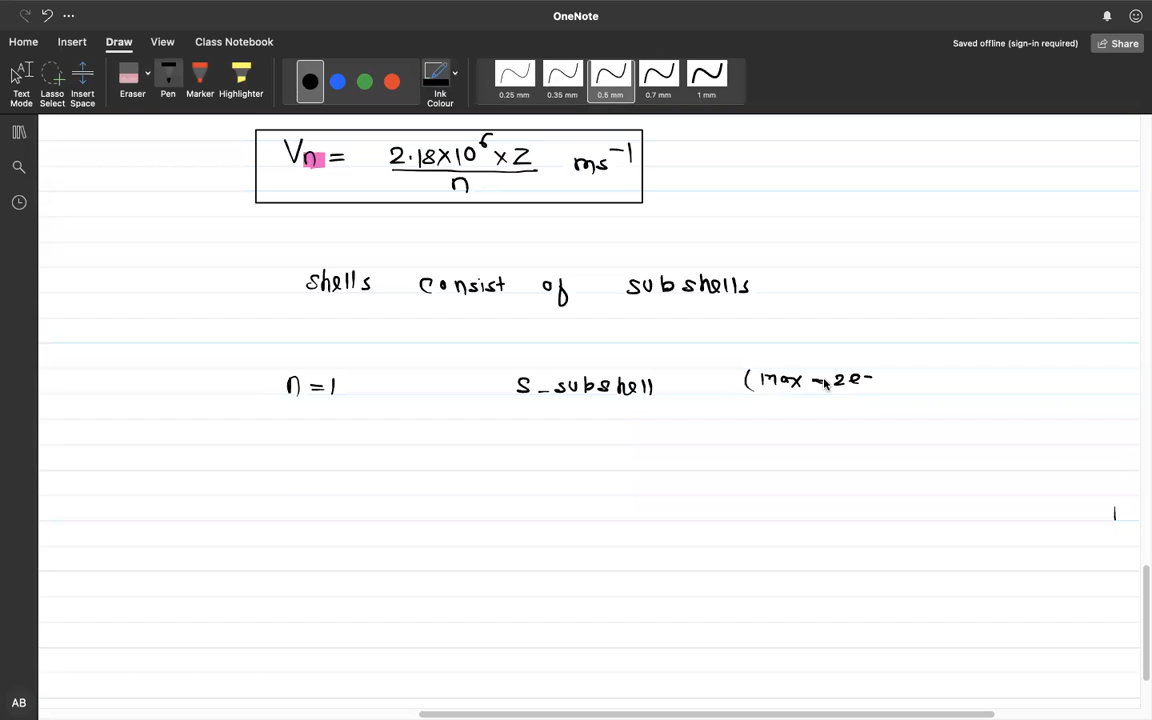 OneNote
Home Insert Draw View Class Notebook
Saved offline (sign-in required) Share
Text Mode Lasso Select Insert Space Eraser Pen Marker Highlighter Ink Colour 0.25 mm 0.35 mm 0.5 mm 0.7 mm 1 mm
Vn = 2.18×10⁶ × Z / n ms⁻¹
shells consist of subshells
n = 1 s-subshell (max - 2e-
AB